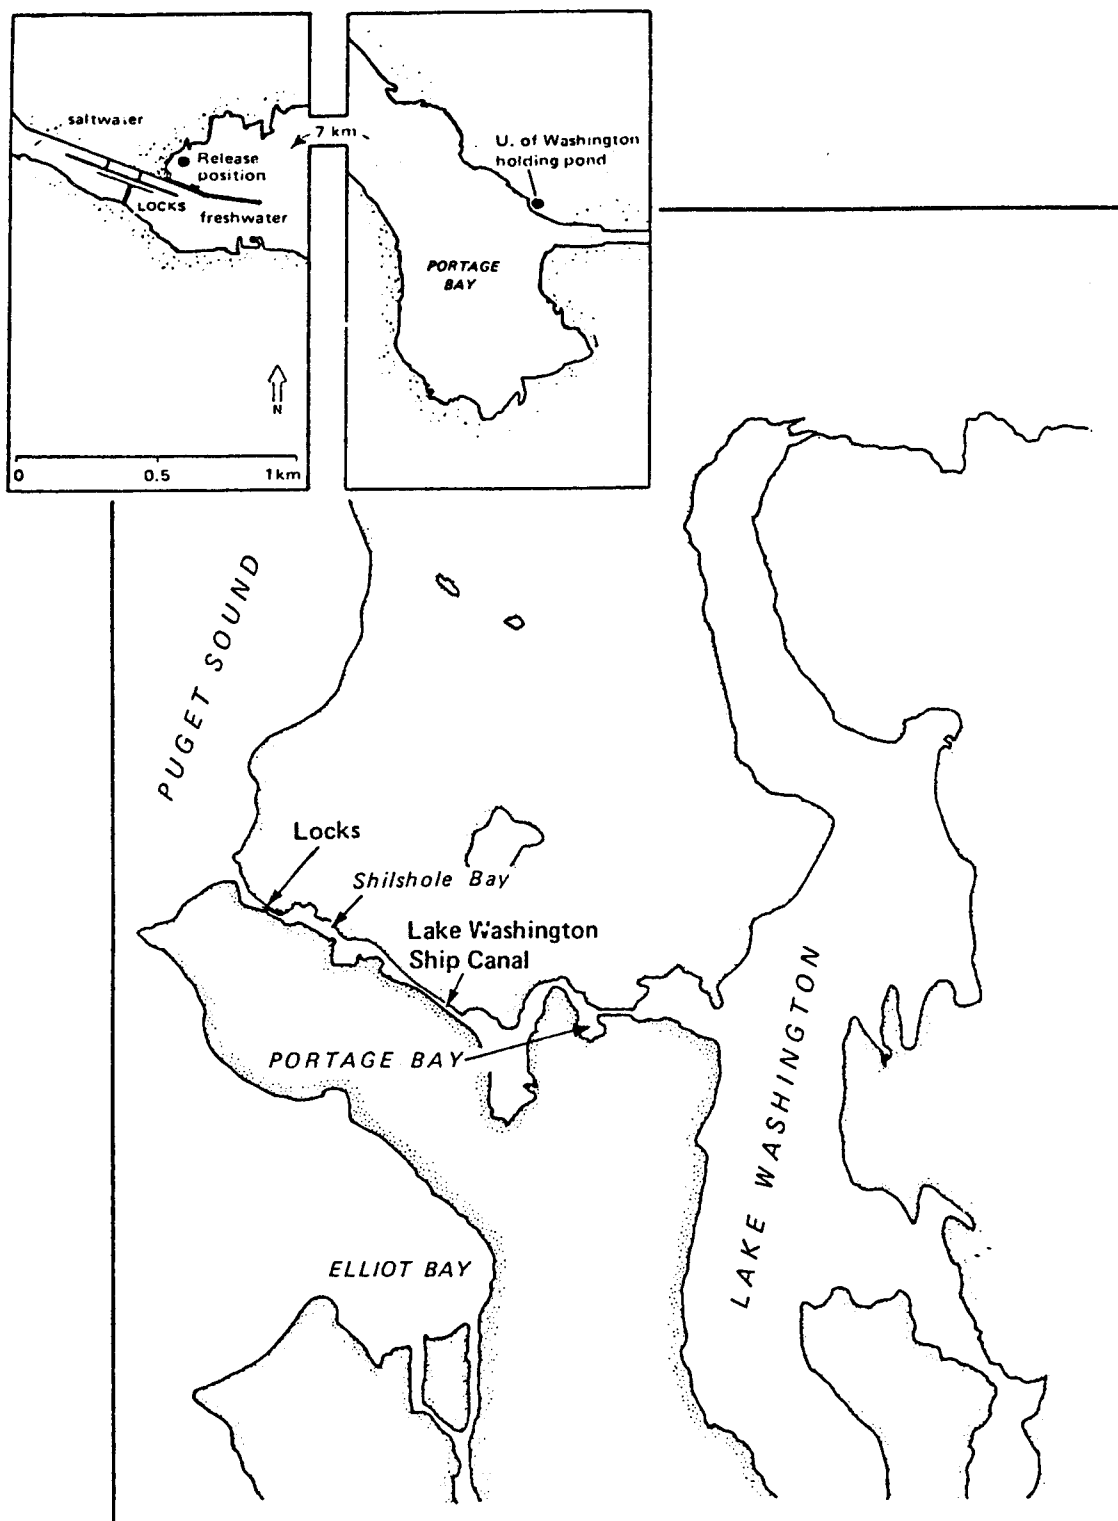 saltwater
7 km
Release
position
LOCKS
freshwater
N
0 0.5 1km
U. of Washington
holding pond
PORTAGE
BAY
PUGET SOUND
Locks
Shilshole Bay
Lake Washington
Ship Canal
PORTAGE BAY
LAKE WASHINGTON
ELLIOT BAY